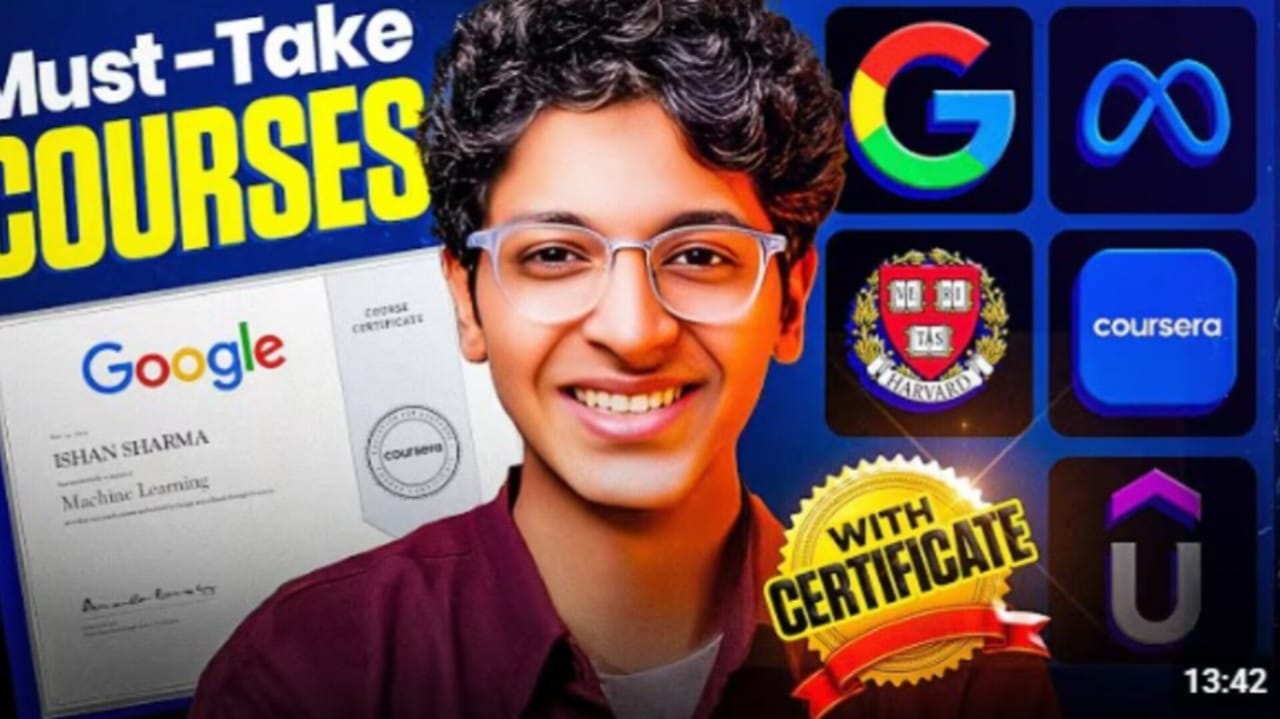 Must-Take
COURSES
Google
COURSE
CERTIFICATE
ISHAN SHARMA
Machine Learning
coursera
VE RI
TAS
HARVARD
coursera
WITH
CERTIFICATE
13:42